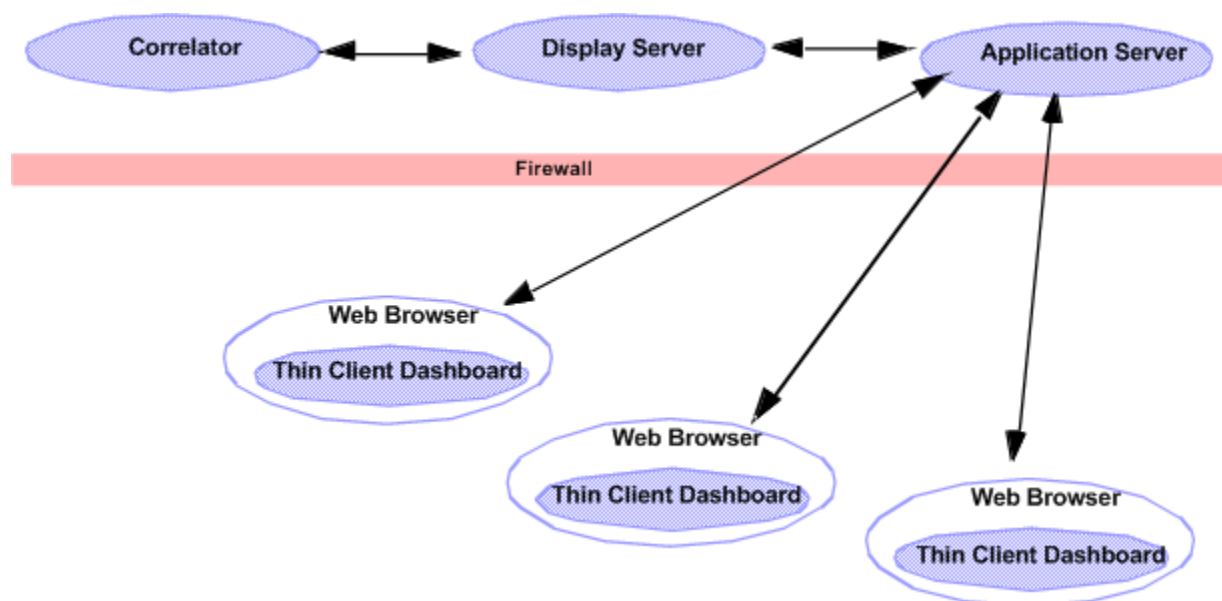 Correlator
Display Server
Application Server
Firewall
Web Browser
Thin Client Dashboard
Web Browser
Thin Client Dashboard
Web Browser
Thin Client Dashboard